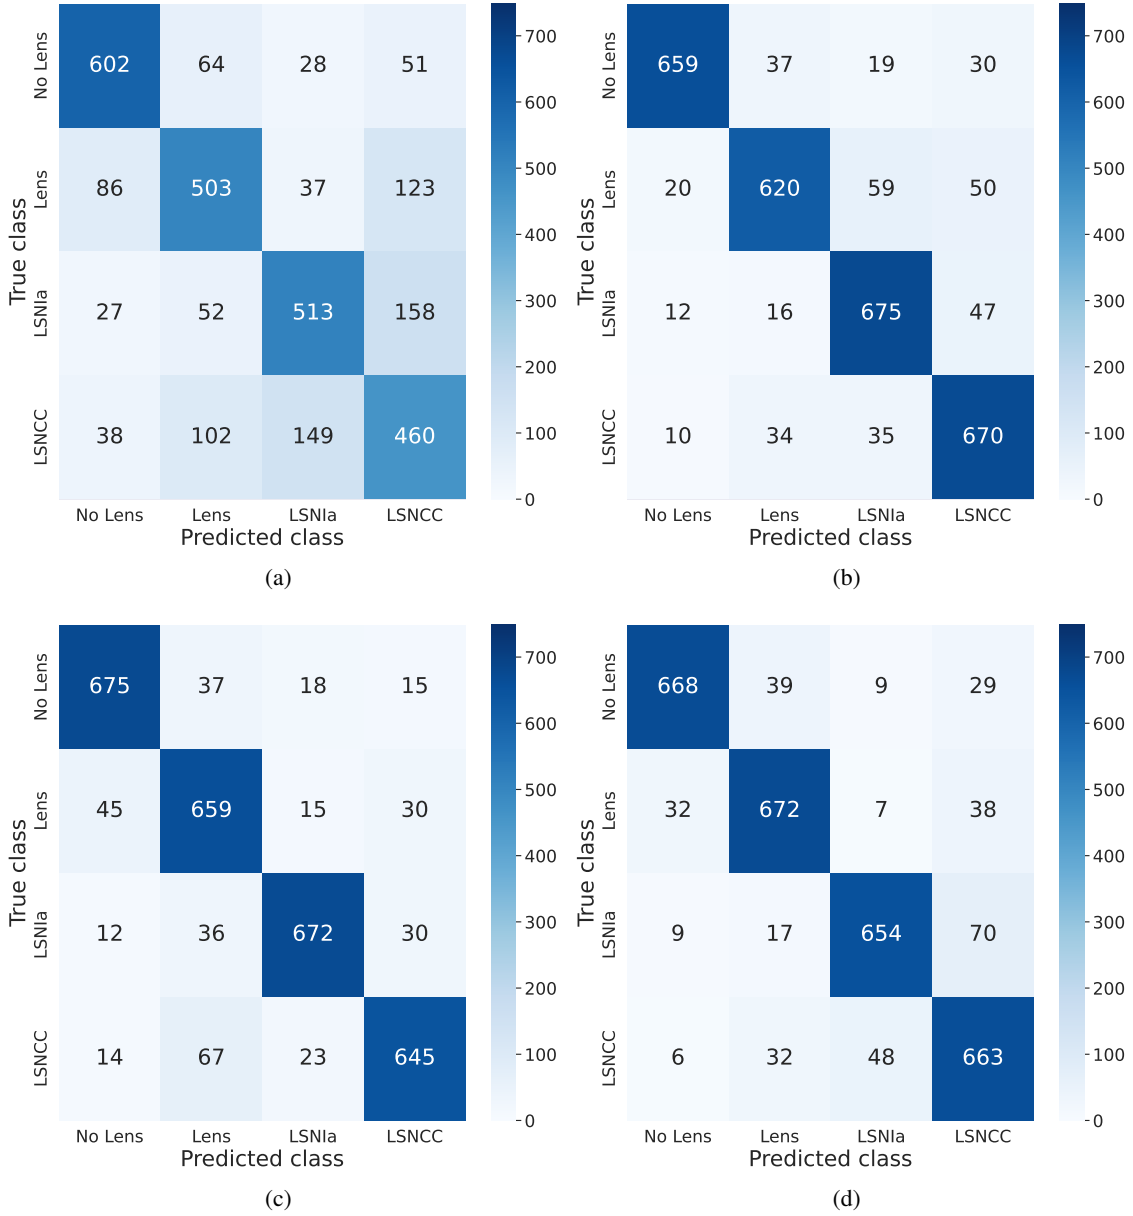 No Lens 602 64 28 51
Lens 86 503 37 123
LSNIa 27 52 513 158
LSNCC 38 102 149 460
No Lens Lens LSNIa LSNCC
Predicted class
True class
700
600
500
400
300
200
100
0
(a)
No Lens 659 37 19 30
Lens 20 620 59 50
LSNIa 12 16 675 47
LSNCC 10 34 35 670
No Lens Lens LSNIa LSNCC
Predicted class
True class
700
600
500
400
300
200
100
0
(b)
No Lens 675 37 18 15
Lens 45 659 15 30
LSNIa 12 36 672 30
LSNCC 14 67 23 645
No Lens Lens LSNIa LSNCC
Predicted class
True class
700
600
500
400
300
200
100
0
(c)
No Lens 668 39 9 29
Lens 32 672 7 38
LSNIa 9 17 654 70
LSNCC 6 32 48 663
No Lens Lens LSNIa LSNCC
Predicted class
True class
700
600
500
400
300
200
100
0
(d)